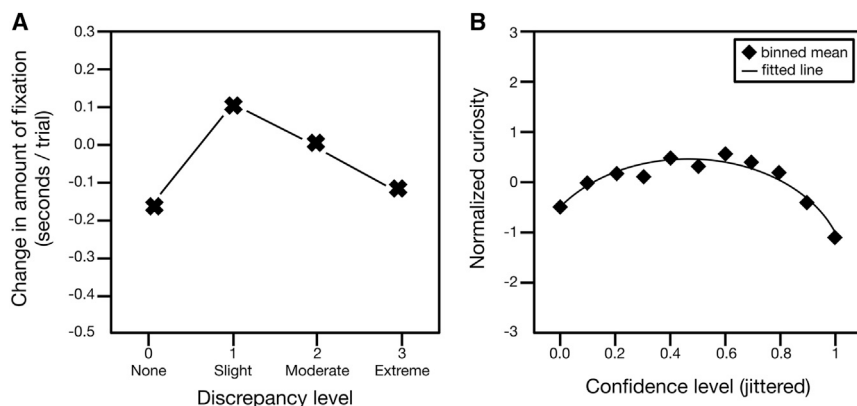 A
Change in amount of fixation
(seconds / trial)
0.3
0.2
0.1
0.0
-0.1
-0.2
-0.3
-0.4
-0.5
0 1 2 3
None Slight Moderate Extreme
Discrepancy level
B
binned mean
fitted line
Normalized curiosity
3
2
1
0
-1
-2
-3
0.0 0.2 0.4 0.6 0.8 1
Confidence level (jittered)